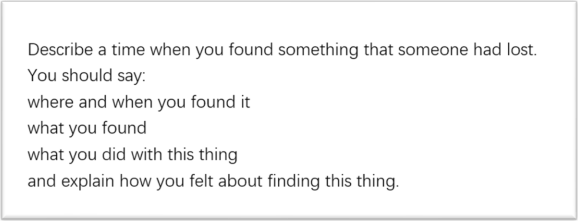 Describe a time when you found something that someone had lost.
You should say:
where and when you found it
what you found
what you did with this thing
and explain how you felt about finding this thing.